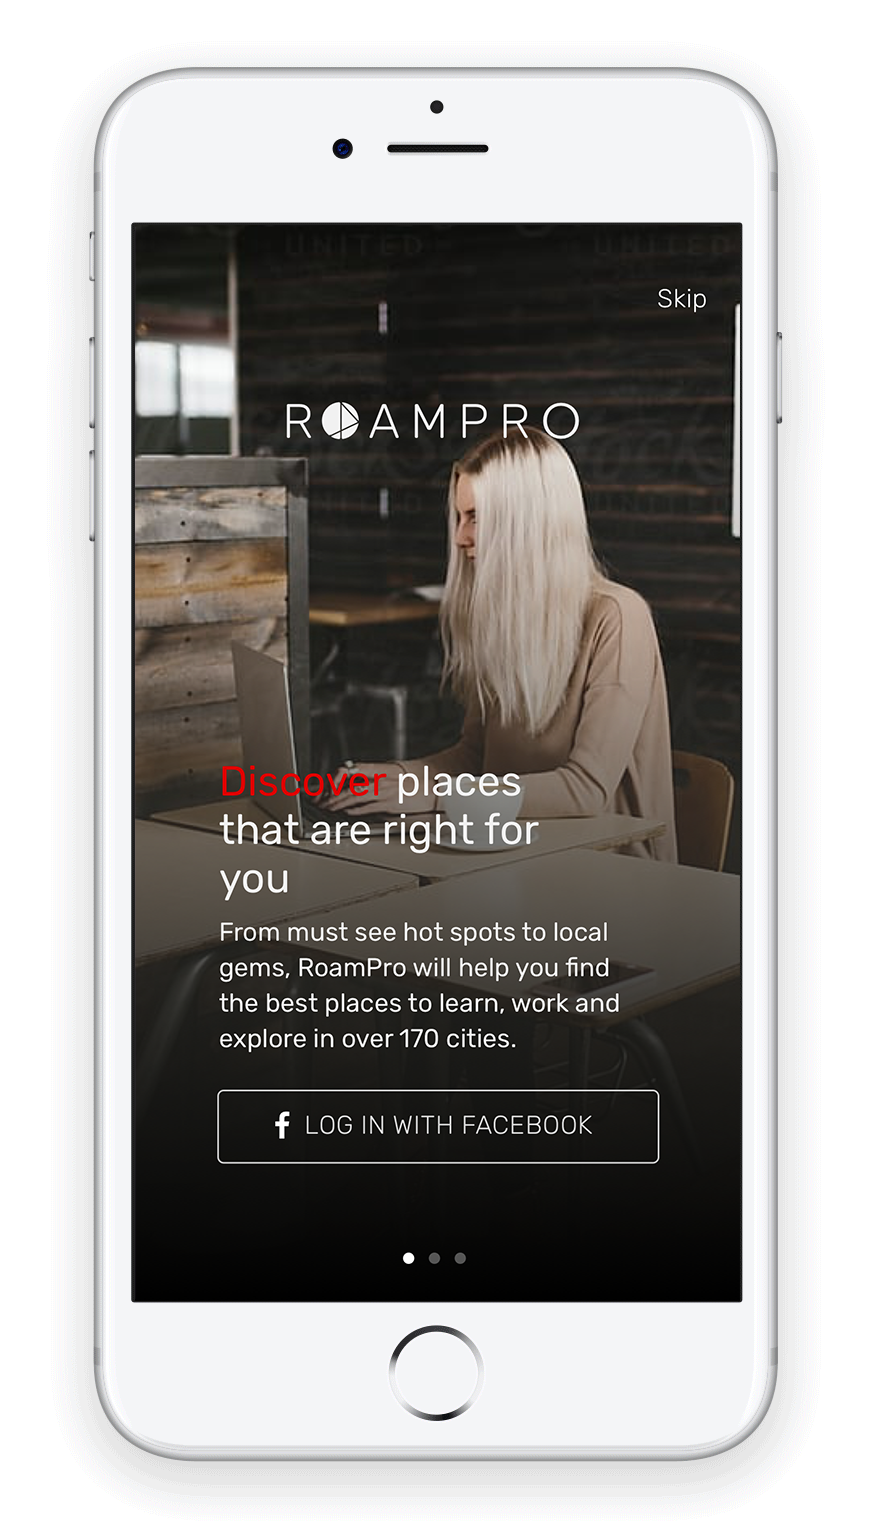 UNITED UNITED
Skip
ROAMPRO
Discover places
that are right for
you
From must see hot spots to local
gems, RoamPro will help you find
the best places to learn, work and
explore in over 170 cities.
f LOG IN WITH FACEBOOK